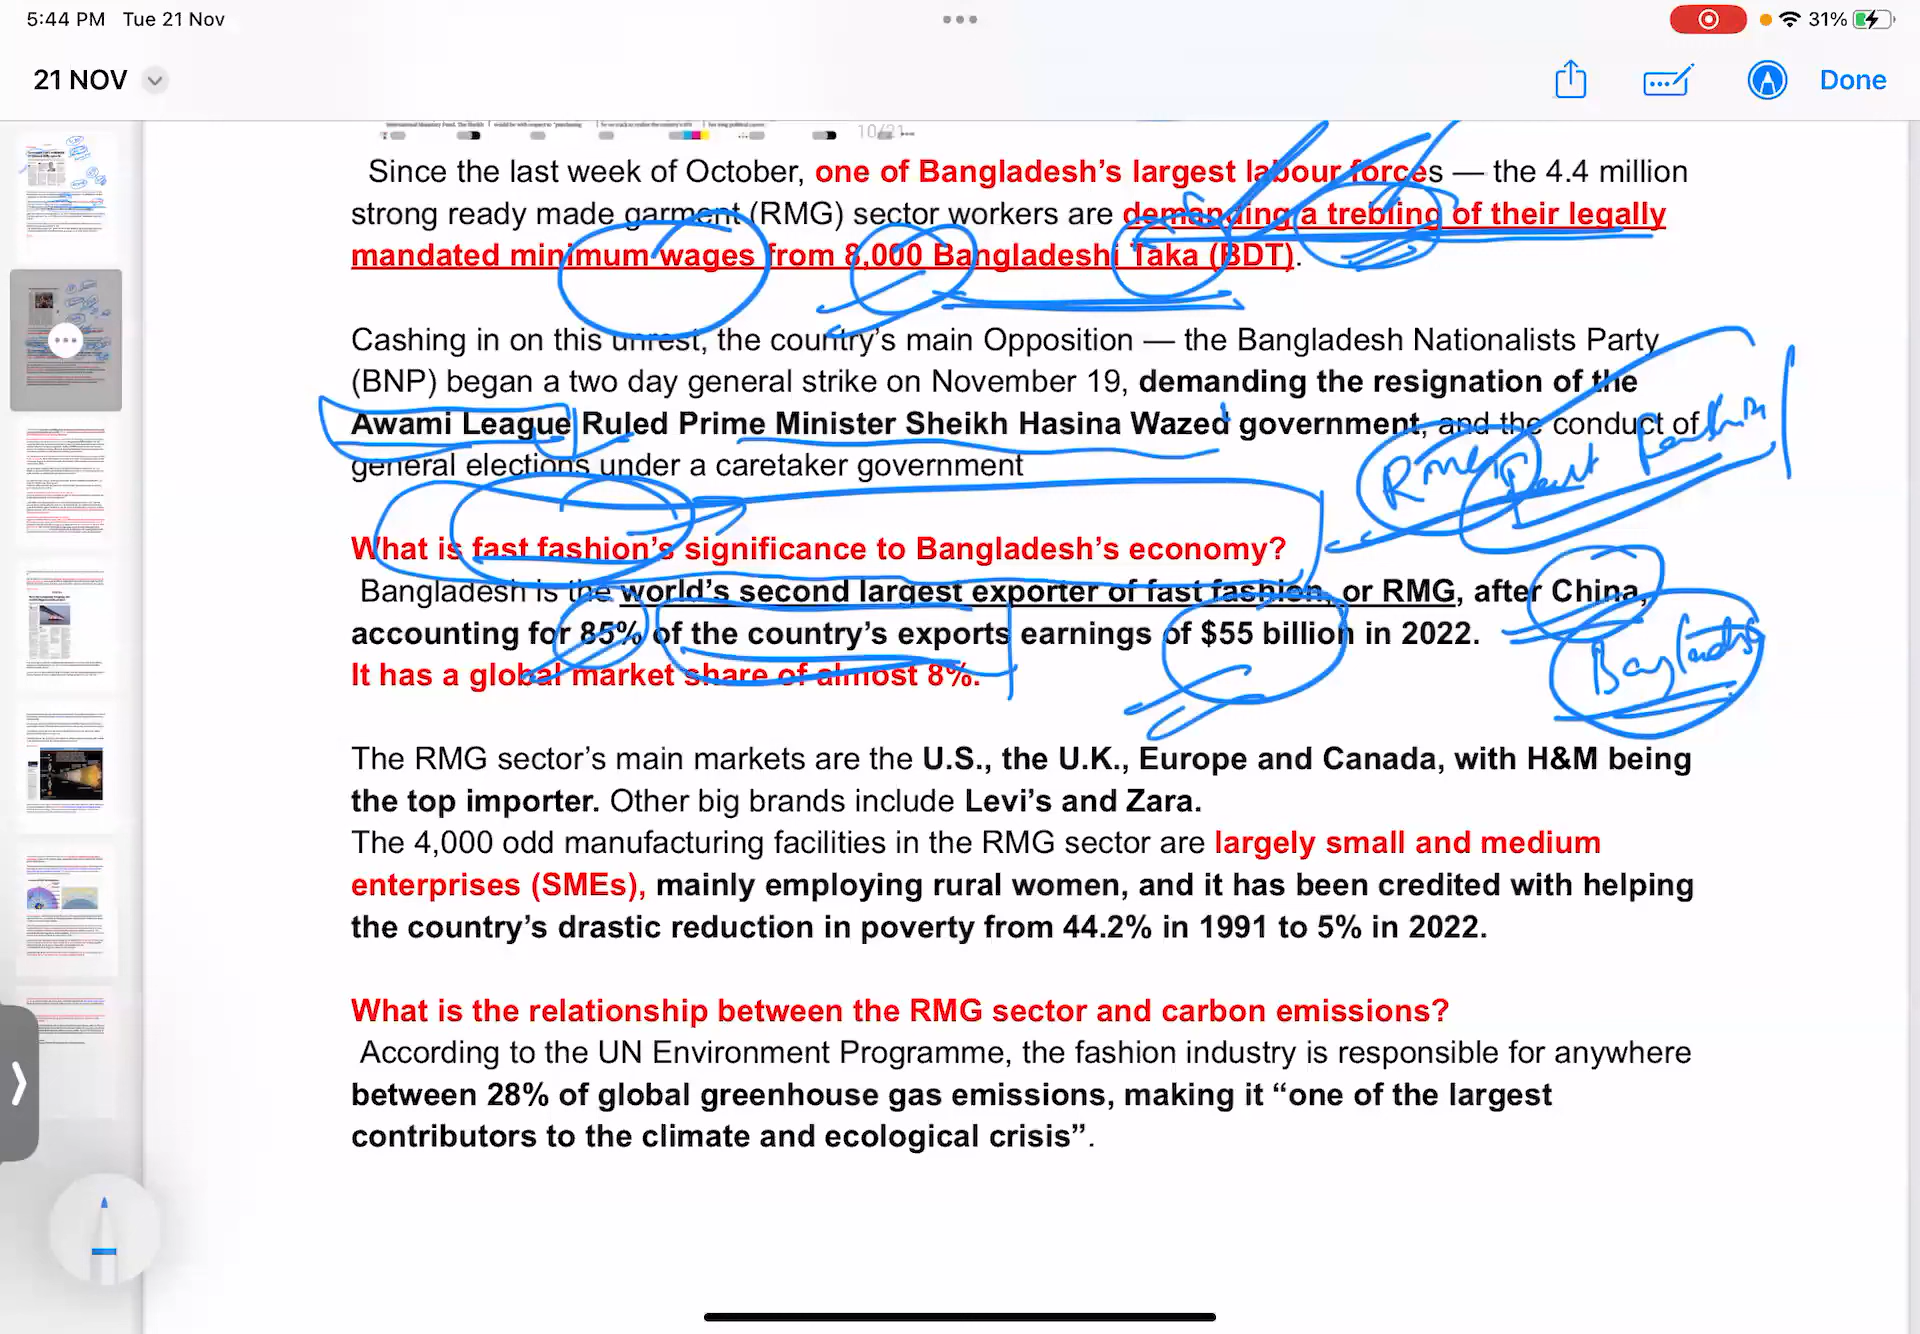 5:44 PM Tue 21 Nov
31%
21 NOV
Done
10/21
Since the last week of October, one of Bangladesh's largest labour forces — the 4.4 million
strong ready made garment (RMG) sector workers are demanding a trebling of their legally
mandated minimum wages from 8,000 Bangladeshi Taka (BDT).
Cashing in on this unrest, the country's main Opposition — the Bangladesh Nationalists Party
(BNP) began a two day general strike on November 19, demanding the resignation of the
Awami League Ruled Prime Minister Sheikh Hasina Wazed government, and the conduct of
general elections under a caretaker government
RMG
What is fast fashion's significance to Bangladesh's economy?
Bangladesh is the world's second largest exporter of fast fashion, or RMG, after China,
accounting for 85% of the country's exports earnings of $55 billion in 2022.
Bangladesh
It has a global market share of almost 8%.
The RMG sector's main markets are the U.S., the U.K., Europe and Canada, with H&M being
the top importer. Other big brands include Levi's and Zara.
The 4,000 odd manufacturing facilities in the RMG sector are largely small and medium
enterprises (SMEs), mainly employing rural women, and it has been credited with helping
the country's drastic reduction in poverty from 44.2% in 1991 to 5% in 2022.
What is the relationship between the RMG sector and carbon emissions?
According to the UN Environment Programme, the fashion industry is responsible for anywhere
between 28% of global greenhouse gas emissions, making it “one of the largest
contributors to the climate and ecological crisis”.